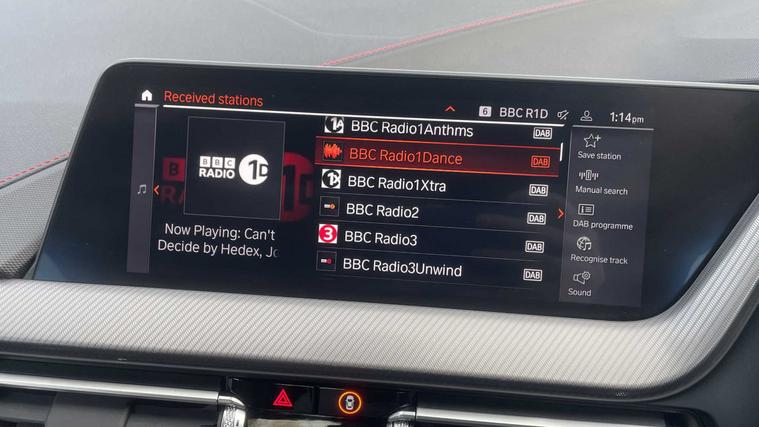 Received stations
6 BBC R1D
1:14pm
BBC RADIO 1D
Now Playing: Can't
Decide by Hedex, Jo
BBC Radio1Anthms DAB
BBC Radio1Dance DAB
BBC Radio1Xtra DAB
BBC Radio2 DAB
3 BBC Radio3 DAB
BBC Radio3Unwind DAB
Save station
Manual search
DAB programme
Recognise track
Sound